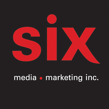 six
media + marketing inc.